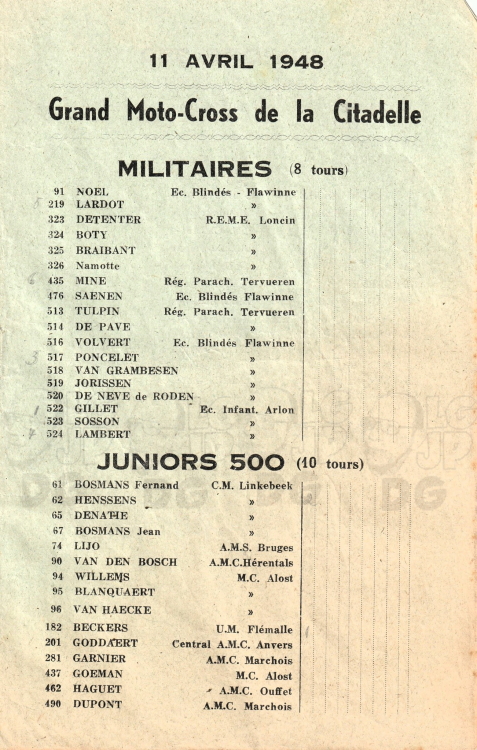 11 AVRIL 1948
Grand Moto-Cross de la Citadelle
MILITAIRES (8 tours)
91 NOEL Ec. Blindés - Flawinne
219 LARDOT »
323 DETENTER R.E.M.E. Loncin
324 BOTY »
325 BRAIBANT »
326 Namotte »
435 MINE Rég. Parach. Tervueren
476 SAENEN Ec. Blindés Flawinne
513 TULPIN Rég. Parach. Tervueren
514 DE PAVE »
516 VOLVERT Ec. Blindés Flawinne
517 PONCELET »
518 VAN GRAMBESEN »
519 JORISSEN »
520 DE NEVE de RODEN »
522 GILLET Ec. Infant. Arlon
523 SOSSON »
524 LAMBERT »
JUNIORS 500 (10 tours)
61 BOSMANS Fernand C.M. Linkebeek
62 HENSSENS »
65 DENATHE »
67 BOSMANS Jean »
74 LIJO A.M.S. Bruges
90 VAN DEN BOSCH A.M.C.Hérentals
94 WILLEMS M.C. Alost
95 BLANQUAERT »
96 VAN HAECKE »
182 BECKERS U.M. Flémalle
201 GODDAERT Central A.M.C. Anvers
281 GARNIER A.M.C. Marchois
437 GOEMAN M.C. Alost
462 HAGUET A.M.C. Ouffet
490 DUPONT A.M.C. Marchois